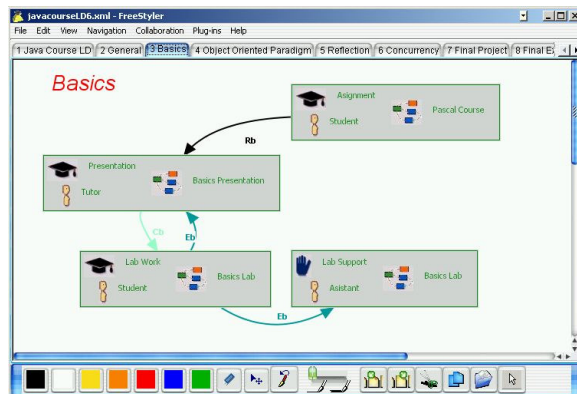 javacourseLD6.xml - FreeStyler
File Edit View Navigation Collaboration Plug-ins Help
1 Java Course LD 2 General 3 Basics 4 Object Oriented Paradigm 5 Reflection 6 Concurrency 7 Final Project 8 Final E
Basics
Asignment
Student
Pascal Course
Rb
Presentation
Tutor
Basics Presentation
Cb
Eb
Lab Work
Student
Basics Lab
Lab Support
Asistant
Basics Lab
Eb